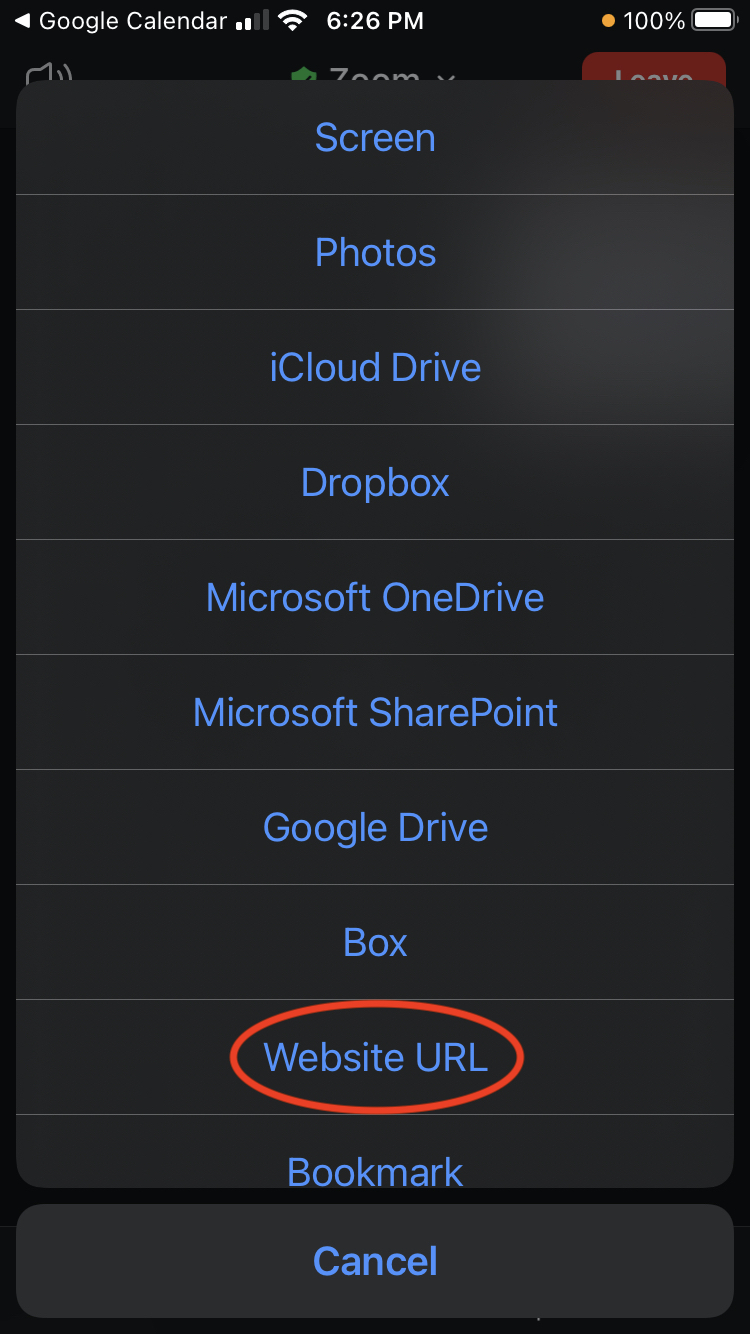 Google Calendar 6:26 PM 100%
Zoom Leave
Screen
Photos
iCloud Drive
Dropbox
Microsoft OneDrive
Microsoft SharePoint
Google Drive
Box
Website URL
Bookmark
Cancel